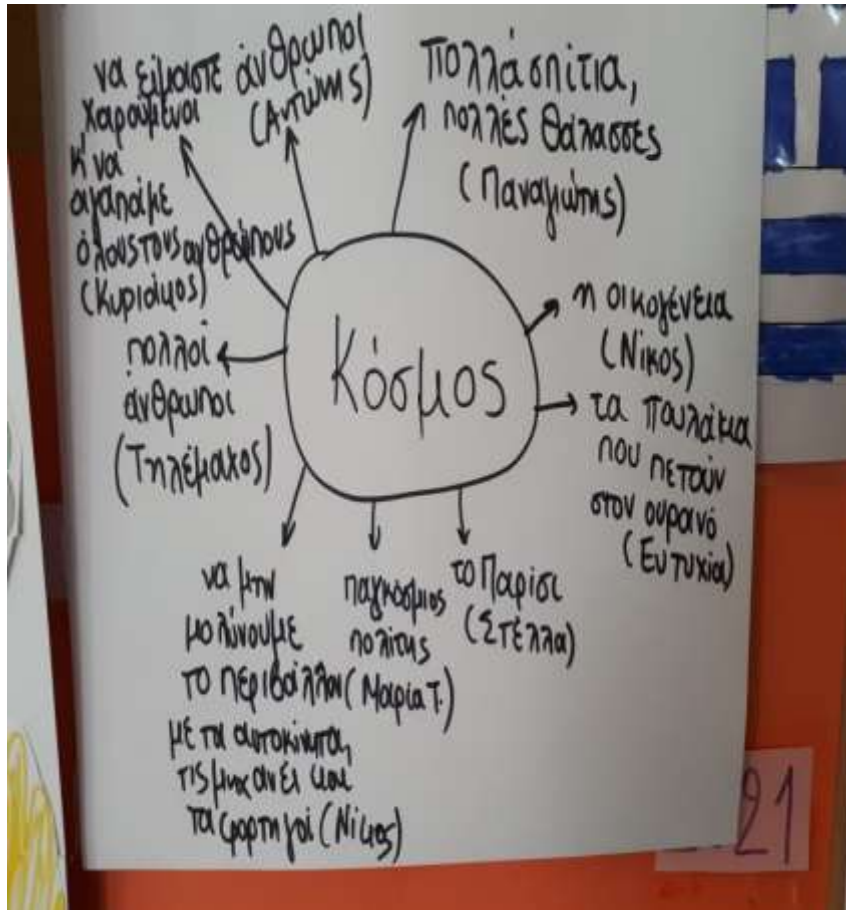 να είμαστε
χαρούμενοι
κ' να
αγαπάμε
όλους τους ανθρώπους
(Κυριάκος)
άνθρωποι
(Αντώνης)
Πολλά σπίτια,
πολλές θάλασσες
(Παναγιώτης)
η οικογένεια
(Νίκος)
τα πουλάκια
που πετούν
στον ουρανό
(Ευτυχία)
Κόσμος
πολλοί
άνθρωποι
(Τηλέμαχος)
να μην
μολύνουμε
το περιβάλλον
με τα αυτοκίνητα,
τις μηχανές και
τα φορτηγά (Νίκος)
παγκόσμιος
πολίτης
(Μαρία Τ.)
το Παρίσι
(Στέλλα)
21